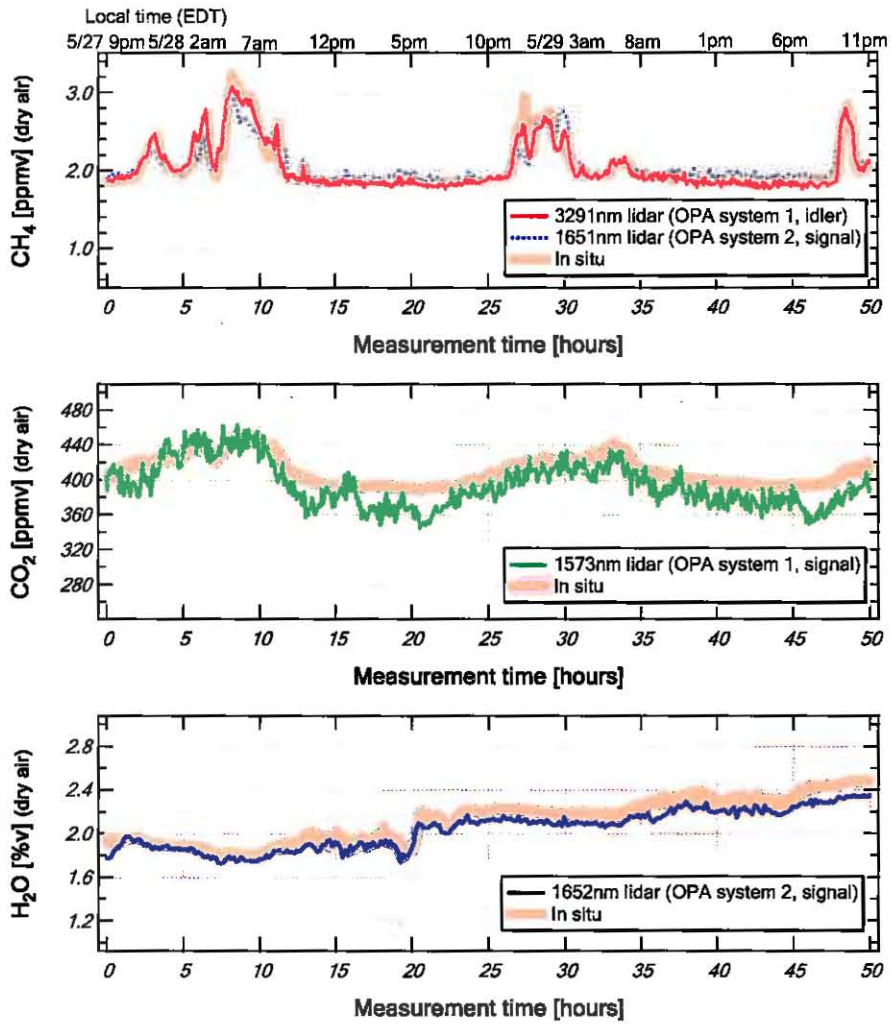 Local time (EDT)
5/27 9pm 5/28 2am 7am 12pm 5pm 10pm 5/29 3am 8am 1pm 6pm 11pm
CH4 [ppmv] (dry air)
3.0
2.0
1.0
3291nm lidar (OPA system 1, idler)
1651nm lidar (OPA system 2, signal)
In situ
0 5 10 15 20 25 30 35 40 45 50
Measurement time [hours]
CO2 [ppmv] (dry air)
480
440
400
360
320
280
1573nm lidar (OPA system 1, signal)
In situ
0 5 10 15 20 25 30 35 40 45 50
Measurement time [hours]
H2O [%v] (dry air)
2.8
2.4
2.0
1.6
1.2
1652nm lidar (OPA system 2, signal)
In situ
0 5 10 15 20 25 30 35 40 45 50
Measurement time [hours]